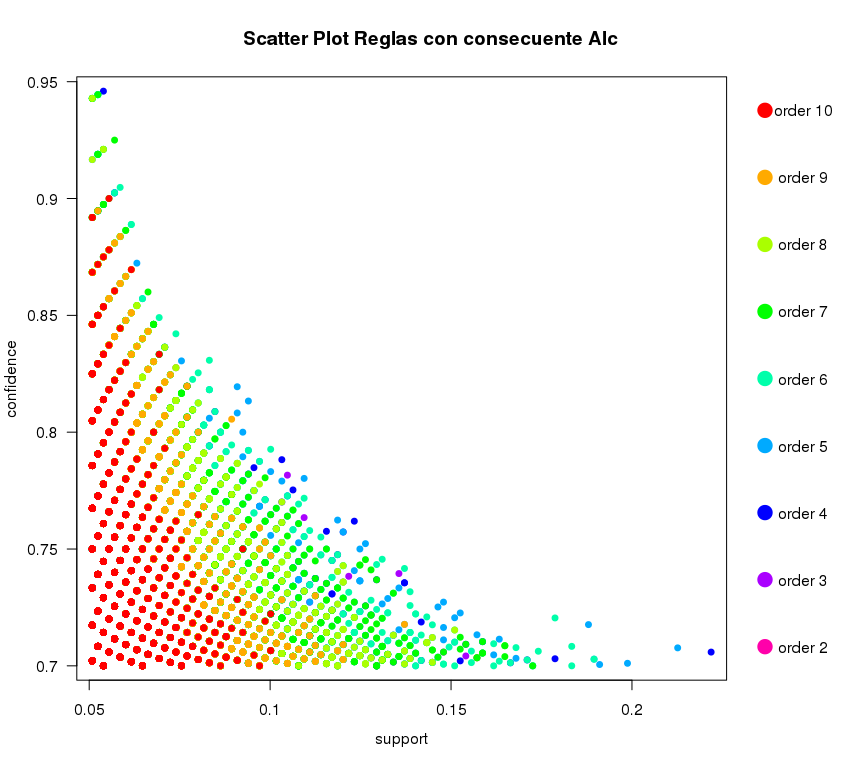 Scatter Plot Reglas con consecuente Alc
0.95
0.9
0.85
0.8
0.75
0.7
confidence
0.05 0.1 0.15 0.2
support
order 10
order 9
order 8
order 7
order 6
order 5
order 4
order 3
order 2